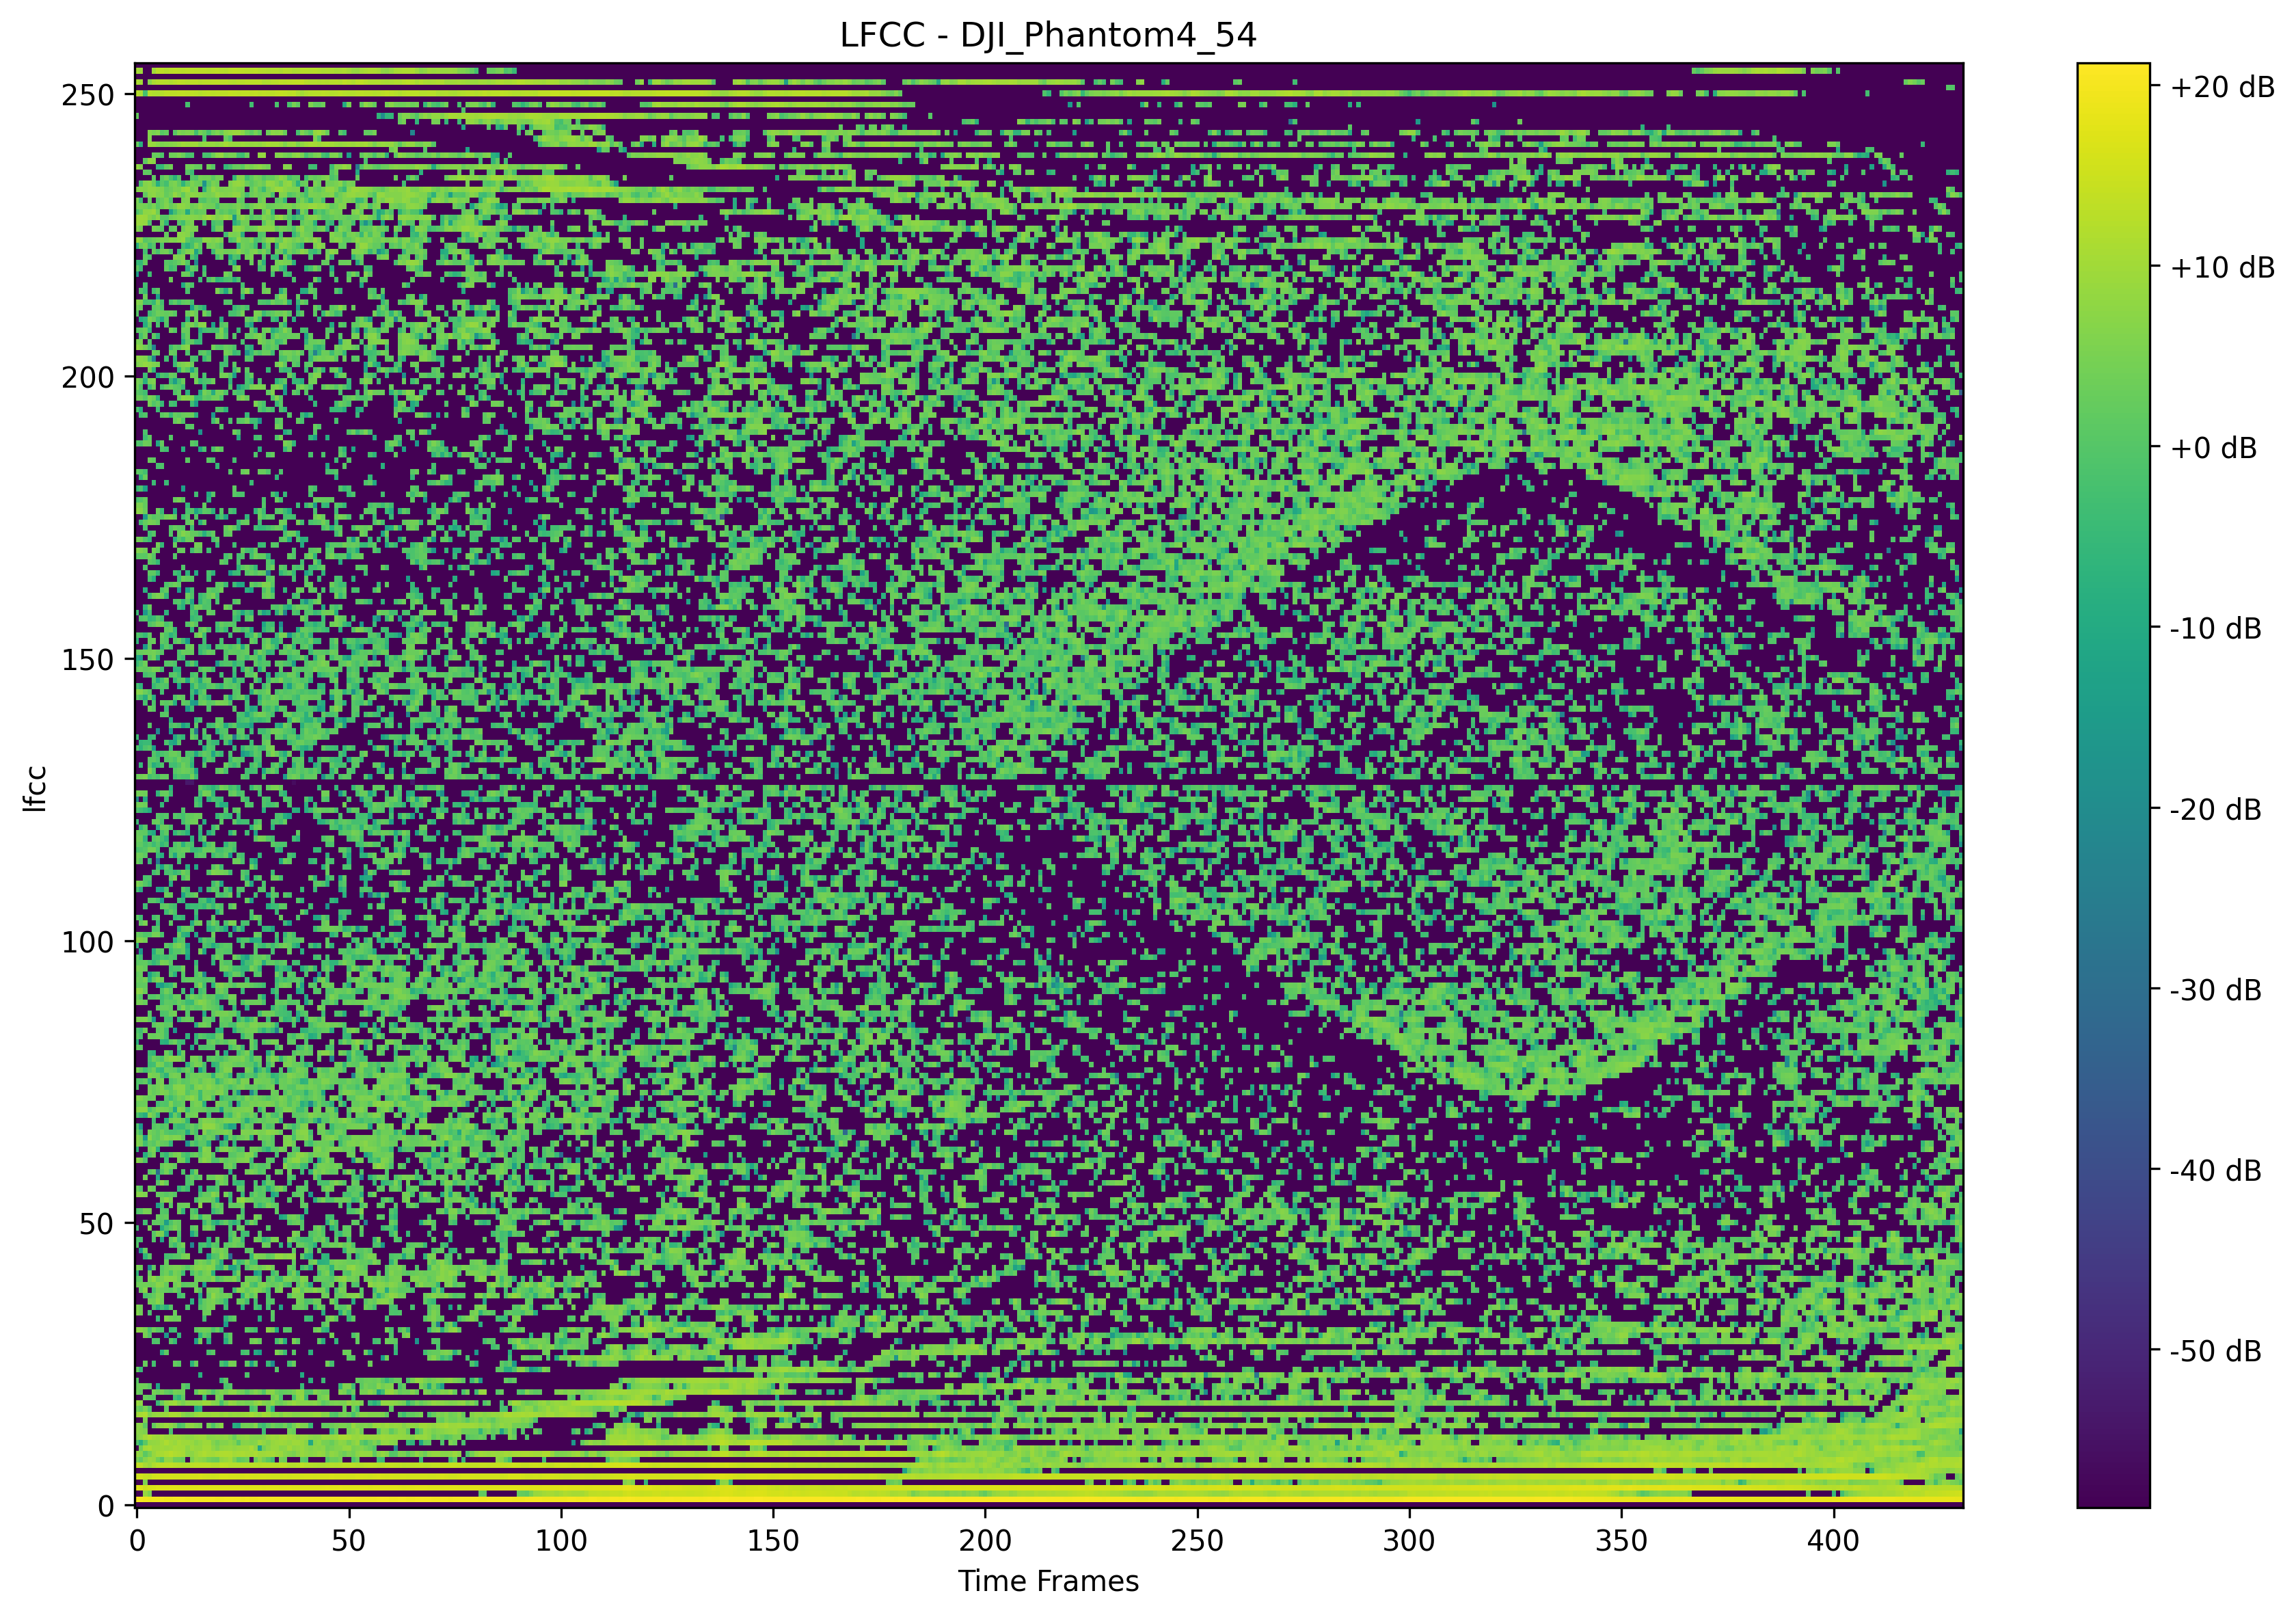 LFCC - DJI_Phantom4_54
250
200
150
100
50
0
lfcc
0 50 100 150 200 250 300 350 400
Time Frames
+20 dB
+10 dB
+0 dB
-10 dB
-20 dB
-30 dB
-40 dB
-50 dB